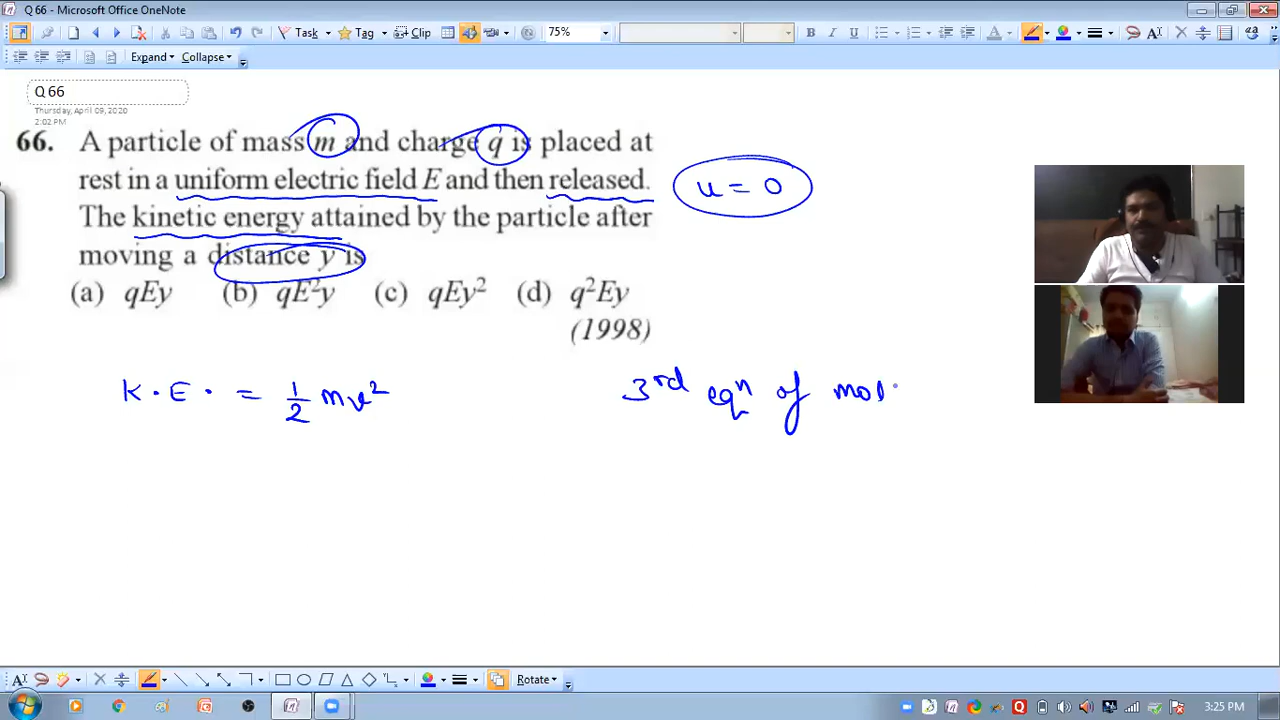 Q 66 - Microsoft Office OneNote
Task
Tag
Clip
75%
B I U
Expand
Collapse
Q 66
Thursday, April 09, 2020
2:02 PM
66. A particle of mass m and charge q is placed at
rest in a uniform electric field E and then released.
The kinetic energy attained by the particle after
moving a distance y is
(a) qEy (b) qE²y (c) qEy² (d) q²Ey
(1998)
u = 0
K.E. = 1/2 mv²
3rd eqn of mot
Rotate
3:25 PM